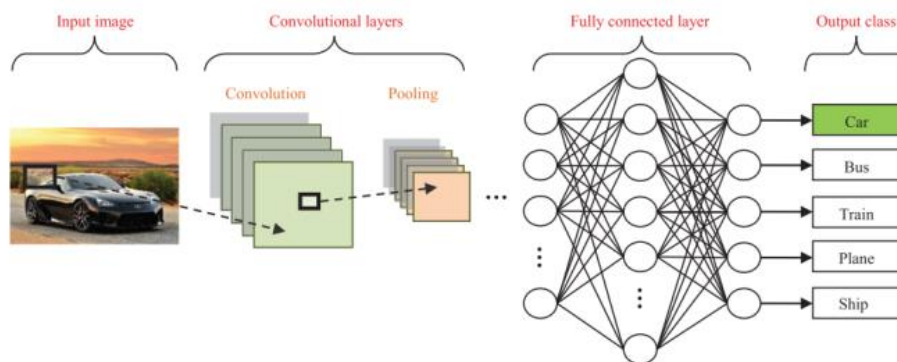 Input image
Convolutional layers
Fully connected layer
Output class
Convolution
Pooling
...
Car
Bus
Train
Plane
Ship